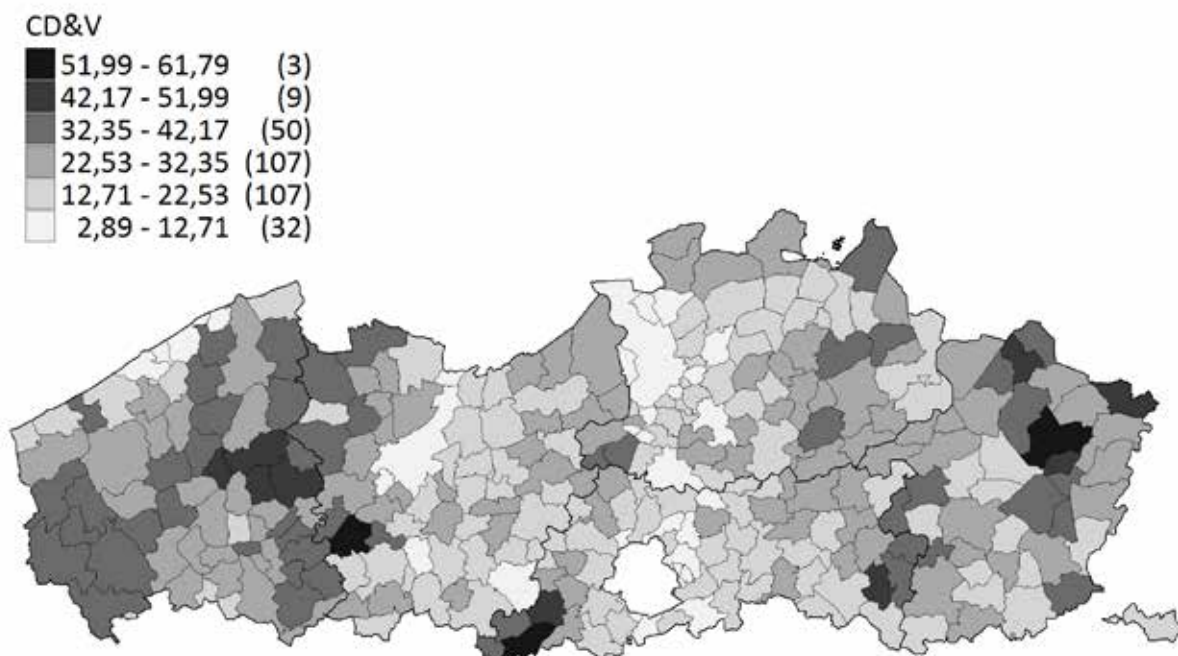 CD&V
51,99 - 61,79 (3)
42,17 - 51,99 (9)
32,35 - 42,17 (50)
22,53 - 32,35 (107)
12,71 - 22,53 (107)
2,89 - 12,71 (32)